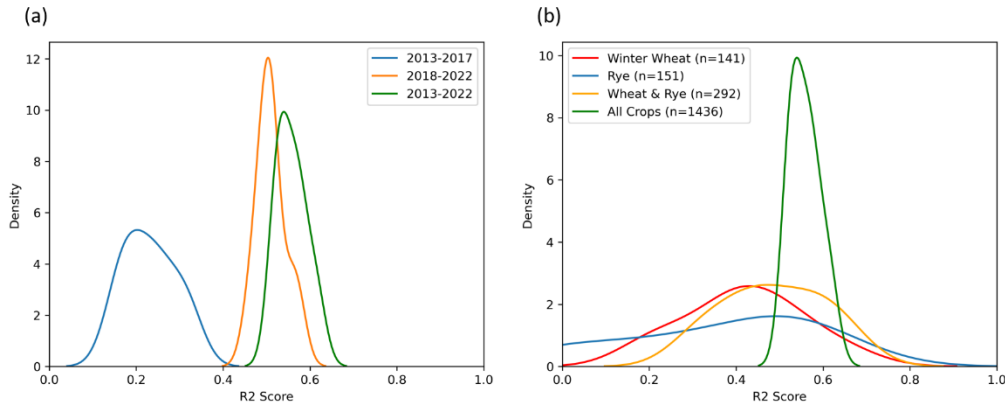 (a)
12
10
8
6
4
2
0
Density
0.0
0.2
0.4
0.6
0.8
1.0
R2 Score
2013-2017
2018-2022
2013-2022
(b)
10
8
6
4
2
0
Density
0.0
0.2
0.4
0.6
0.8
1.0
R2 Score
Winter Wheat (n=141)
Rye (n=151)
Wheat & Rye (n=292)
All Crops (n=1436)